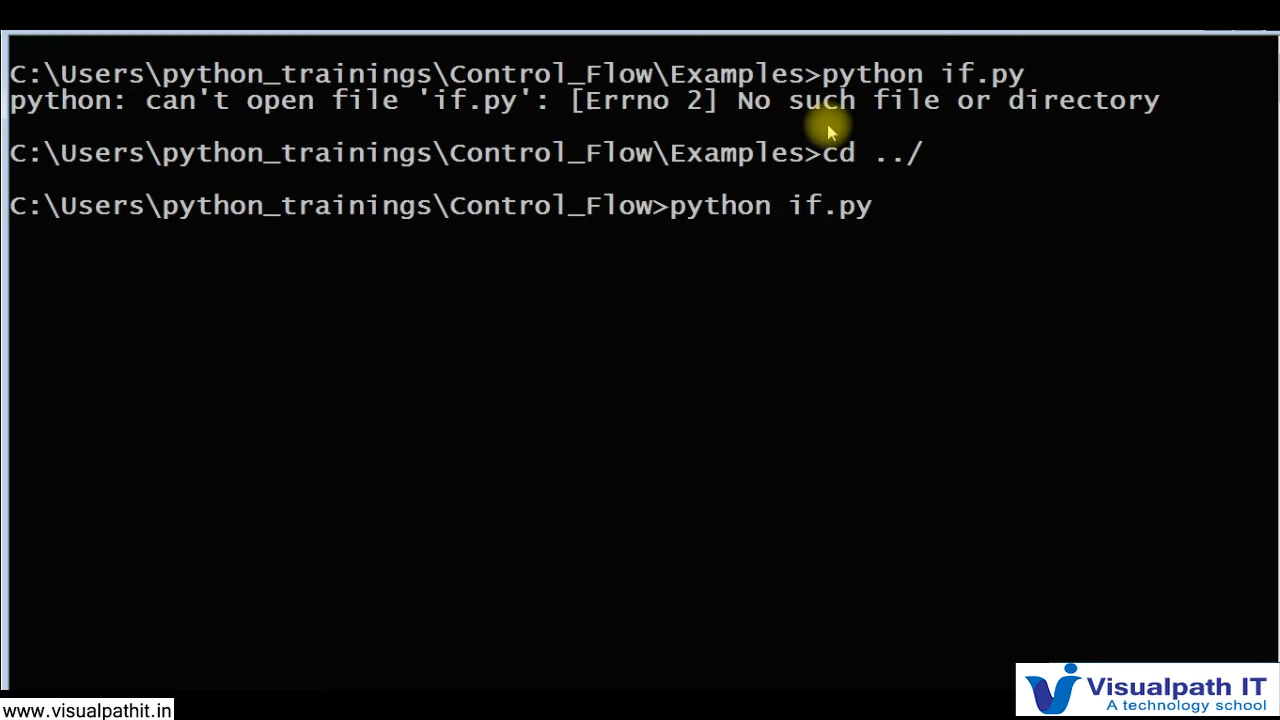 C:\Users\python_trainings\Control_Flow\Examples>python if.py
python: can't open file 'if.py': [Errno 2] No such file or directory
C:\Users\python_trainings\Control_Flow\Examples>cd ../
C:\Users\python_trainings\Control_Flow>python if.py
Visualpath IT
A technology school
www.visualpathit.in